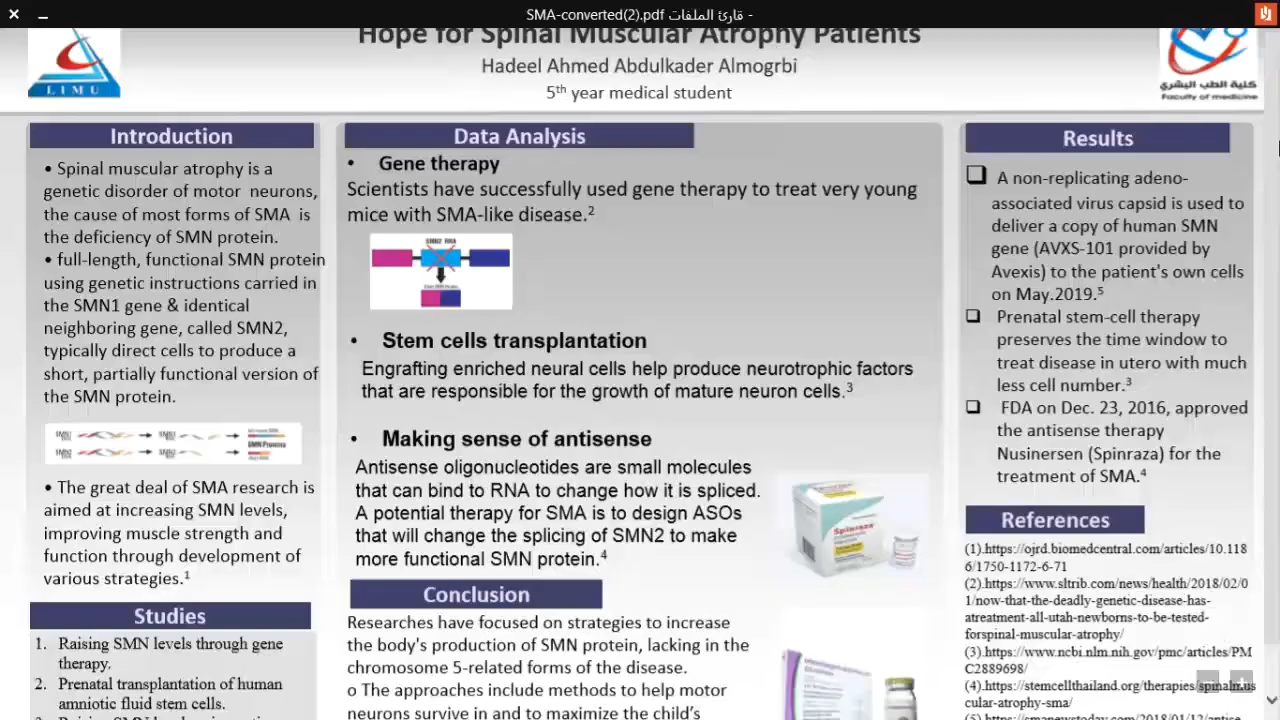 SMA-converted(2).pdf قارئ الملفات -
Hope for Spinal Muscular Atrophy Patients
Hadeel Ahmed Abdulkader Almogrbi
5th year medical student
LIMU
كلية الطب البشري
Faculty of medicine
Introduction
• Spinal muscular atrophy is a
genetic disorder of motor neurons,
the cause of most forms of SMA is
the deficiency of SMN protein.
• full-length, functional SMN protein
using genetic instructions carried in
the SMN1 gene & identical
neighboring gene, called SMN2,
typically direct cells to produce a
short, partially functional version of
the SMN protein.
SMN Proteins
• The great deal of SMA research is
aimed at increasing SMN levels,
improving muscle strength and
function through development of
various strategies.1
Studies
1. Raising SMN levels through gene
therapy.
2. Prenatal transplantation of human
amniotic fluid stem cells.
Data Analysis
• Gene therapy
Scientists have successfully used gene therapy to treat very young
mice with SMA-like disease.2
SMN2 RNA
• Stem cells transplantation
Engrafting enriched neural cells help produce neurotrophic factors
that are responsible for the growth of mature neuron cells.3
• Making sense of antisense
Antisense oligonucleotides are small molecules
that can bind to RNA to change how it is spliced.
A potential therapy for SMA is to design ASOs
that will change the splicing of SMN2 to make
more functional SMN protein.4
Spinraza
Conclusion
Researches have focused on strategies to increase
the body's production of SMN protein, lacking in the
chromosome 5-related forms of the disease.
o The approaches include methods to help motor
neurons survive in and to maximize the child's
Results
❑ A non-replicating adeno-
associated virus capsid is used to
deliver a copy of human SMN
gene (AVXS-101 provided by
Avexis) to the patient's own cells
on May.2019.5
❑ Prenatal stem-cell therapy
preserves the time window to
treat disease in utero with much
less cell number.3
❑ FDA on Dec. 23, 2016, approved
the antisense therapy
Nusinersen (Spinraza) for the
treatment of SMA.4
References
(1).https://ojrd.biomedcentral.com/articles/10.118
6/1750-1172-6-71
(2).https://www.sltrib.com/news/health/2018/02/0
1/now-that-the-deadly-genetic-disease-has-
atreatment-all-utah-newborns-to-be-tested-
forspinal-muscular-atrophy/
(3).https://www.ncbi.nlm.nih.gov/pmc/articles/PM
C2889698/
(4).https://stemcellthailand.org/therapies/spinalmus
cular-atrophy-sma/